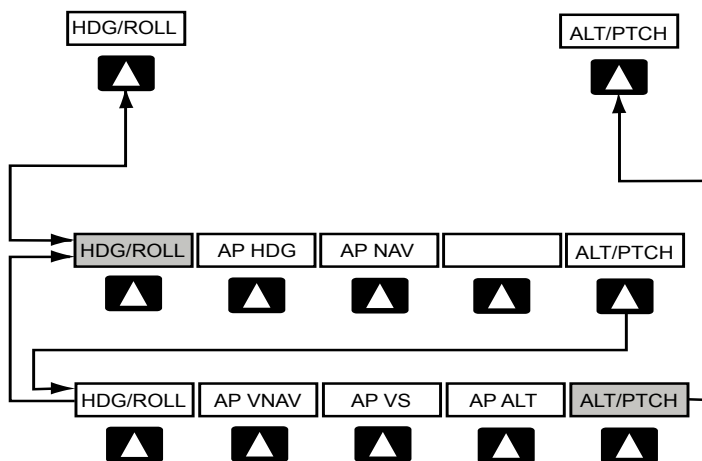 HDG/ROLL
ALT/PTCH
HDG/ROLL AP HDG AP NAV ALT/PTCH
HDG/ROLL AP VNAV AP VS AP ALT ALT/PTCH